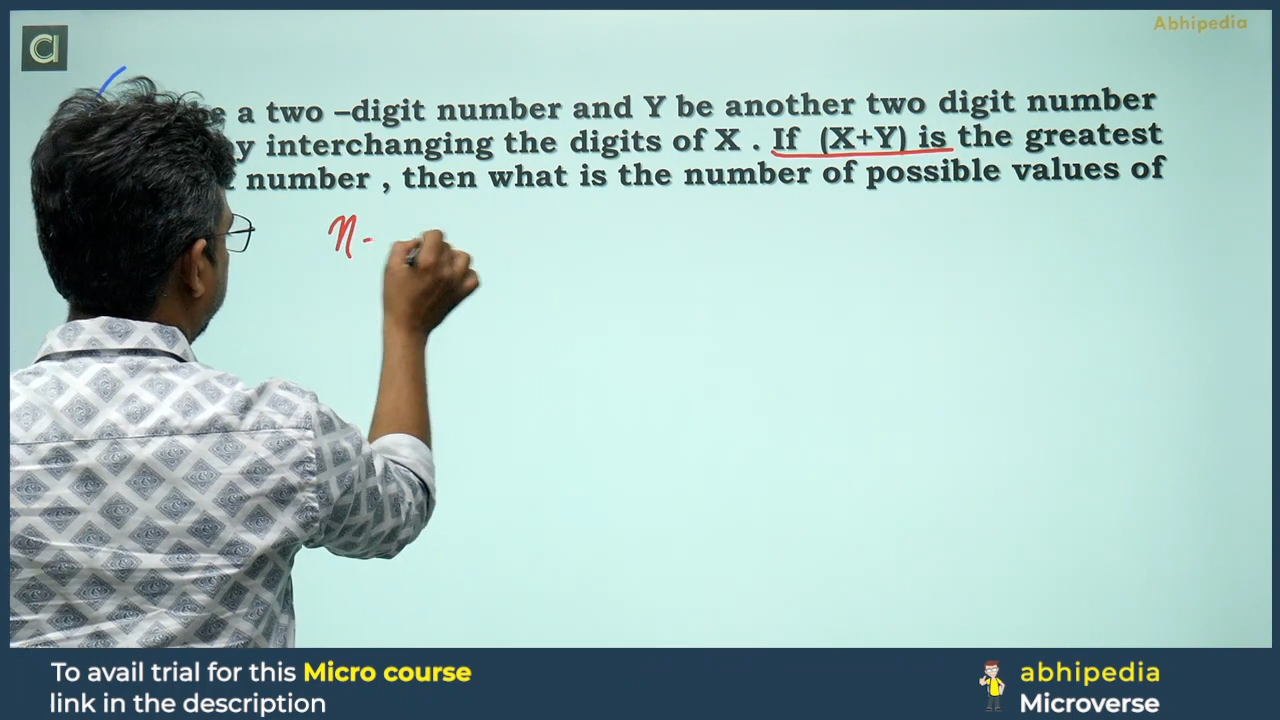 Abhipedia
a two –digit number and Y be another two digit number
by interchanging the digits of X . If (X+Y) is the greatest
number , then what is the number of possible values of
To avail trial for this Micro course
link in the description
abhipedia
Microverse